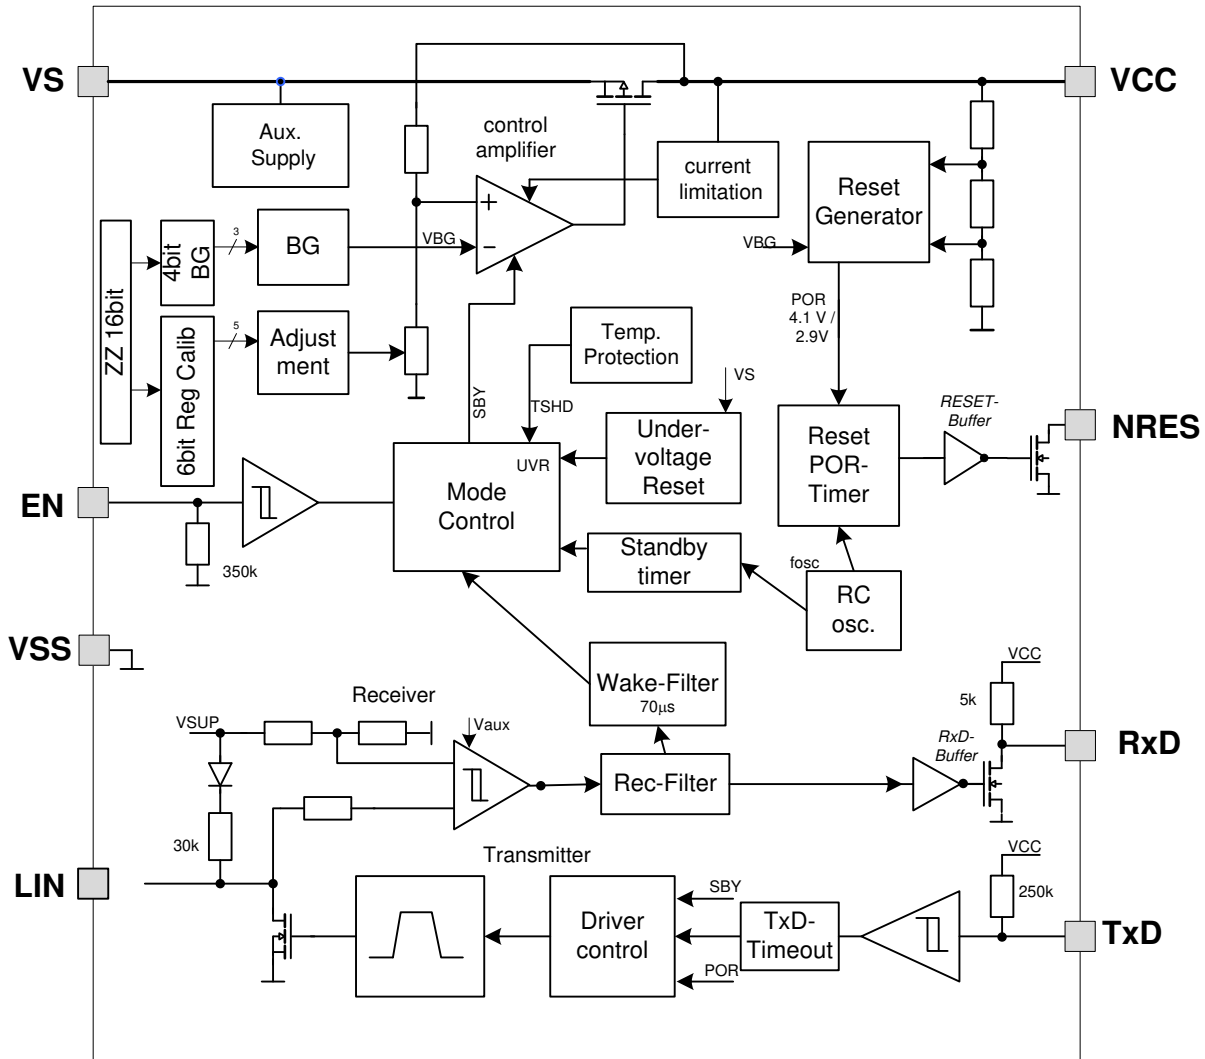 VS
VCC
Aux.
Supply
control
amplifier
current
limitation
Reset
Generator
+
−
VBG
VBG
ZZ 16bit
4bit
BG
3
BG
6bit Reg Calib
5
Adjust
ment
POR
4.1 V /
2.9V
Temp.
Protection
SBY
TSHD
VS
UVR
Under-
voltage
Reset
Mode
Control
Reset
POR-
Timer
RESET-
Buffer
NRES
EN
350k
Standby
timer
fosc
RC
osc.
VSS
Wake-Filter
70µs
Receiver
VSUP
Vaux
VCC
5k
RxD-
Buffer
RxD
Rec-Filter
30k
LIN
Transmitter
VCC
250k
SBY
Driver
control
TxD-
Timeout
POR
TxD